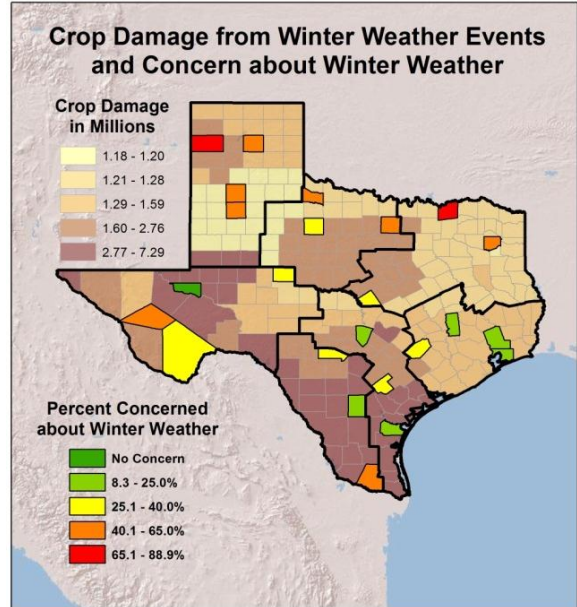 Crop Damage from Winter Weather Events
and Concern about Winter Weather
Crop Damage
in Millions
1.18 - 1.20
1.21 - 1.28
1.29 - 1.59
1.60 - 2.76
2.77 - 7.29
Percent Concerned
about Winter Weather
No Concern
8.3 - 25.0%
25.1 - 40.0%
40.1 - 65.0%
65.1 - 88.9%